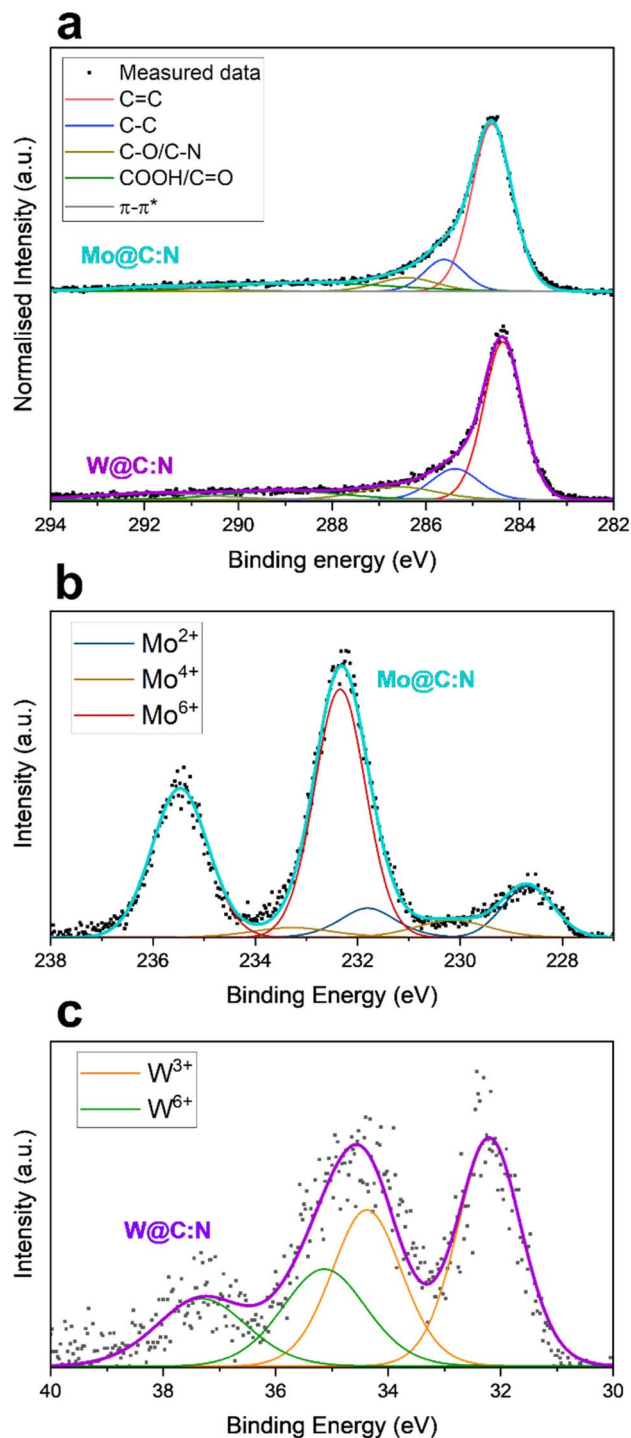 a
Normalised Intensity (a.u.)
Measured data
C=C
C-C
C-O/C-N
COOH/C=O
π-π*
Mo@C:N
W@C:N
294 292 290 288 286 284 282
Binding energy (eV)
b
Intensity (a.u.)
Mo²⁺
Mo⁴⁺
Mo⁶⁺
Mo@C:N
238 236 234 232 230 228
Binding Energy (eV)
c
Intensity (a.u.)
W³⁺
W⁶⁺
W@C:N
40 38 36 34 32 30
Binding Energy (eV)